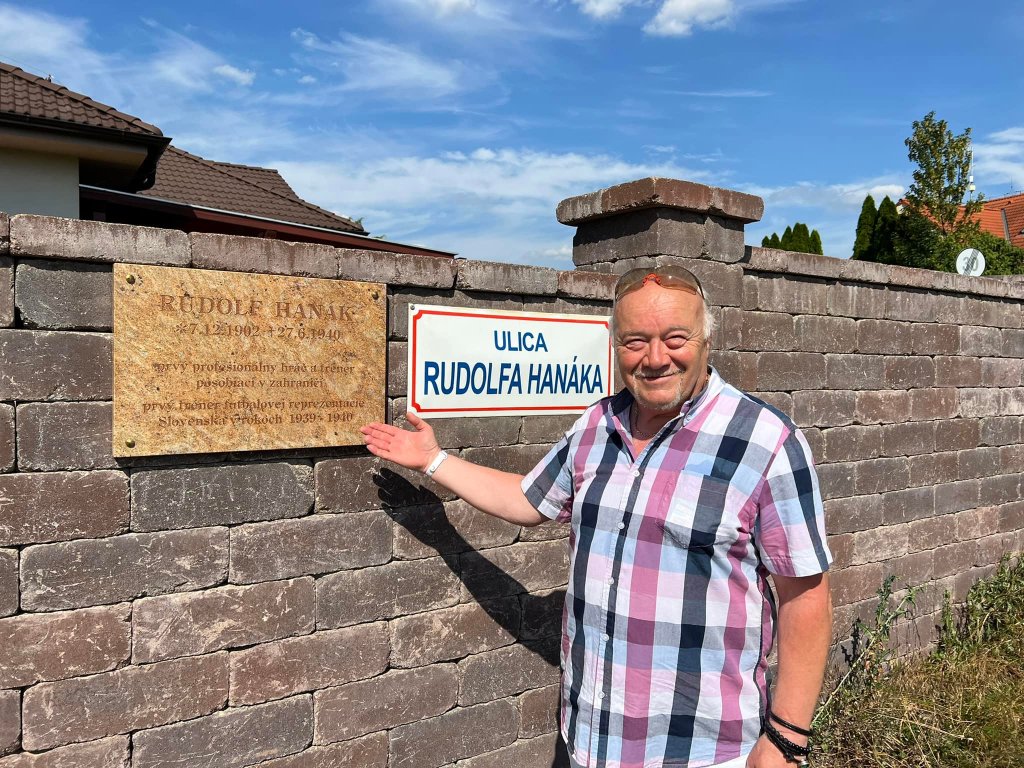 RUDOLF HANÁK
*7.12.1902 +27.6.1940
prvý profesionálny hráč a tréner
pôsobiaci v zahraničí
prvý tréner futbalovej reprezentácie
Slovenska v rokoch 1939 - 1940
ULICA
RUDOLFA HANÁKA
30